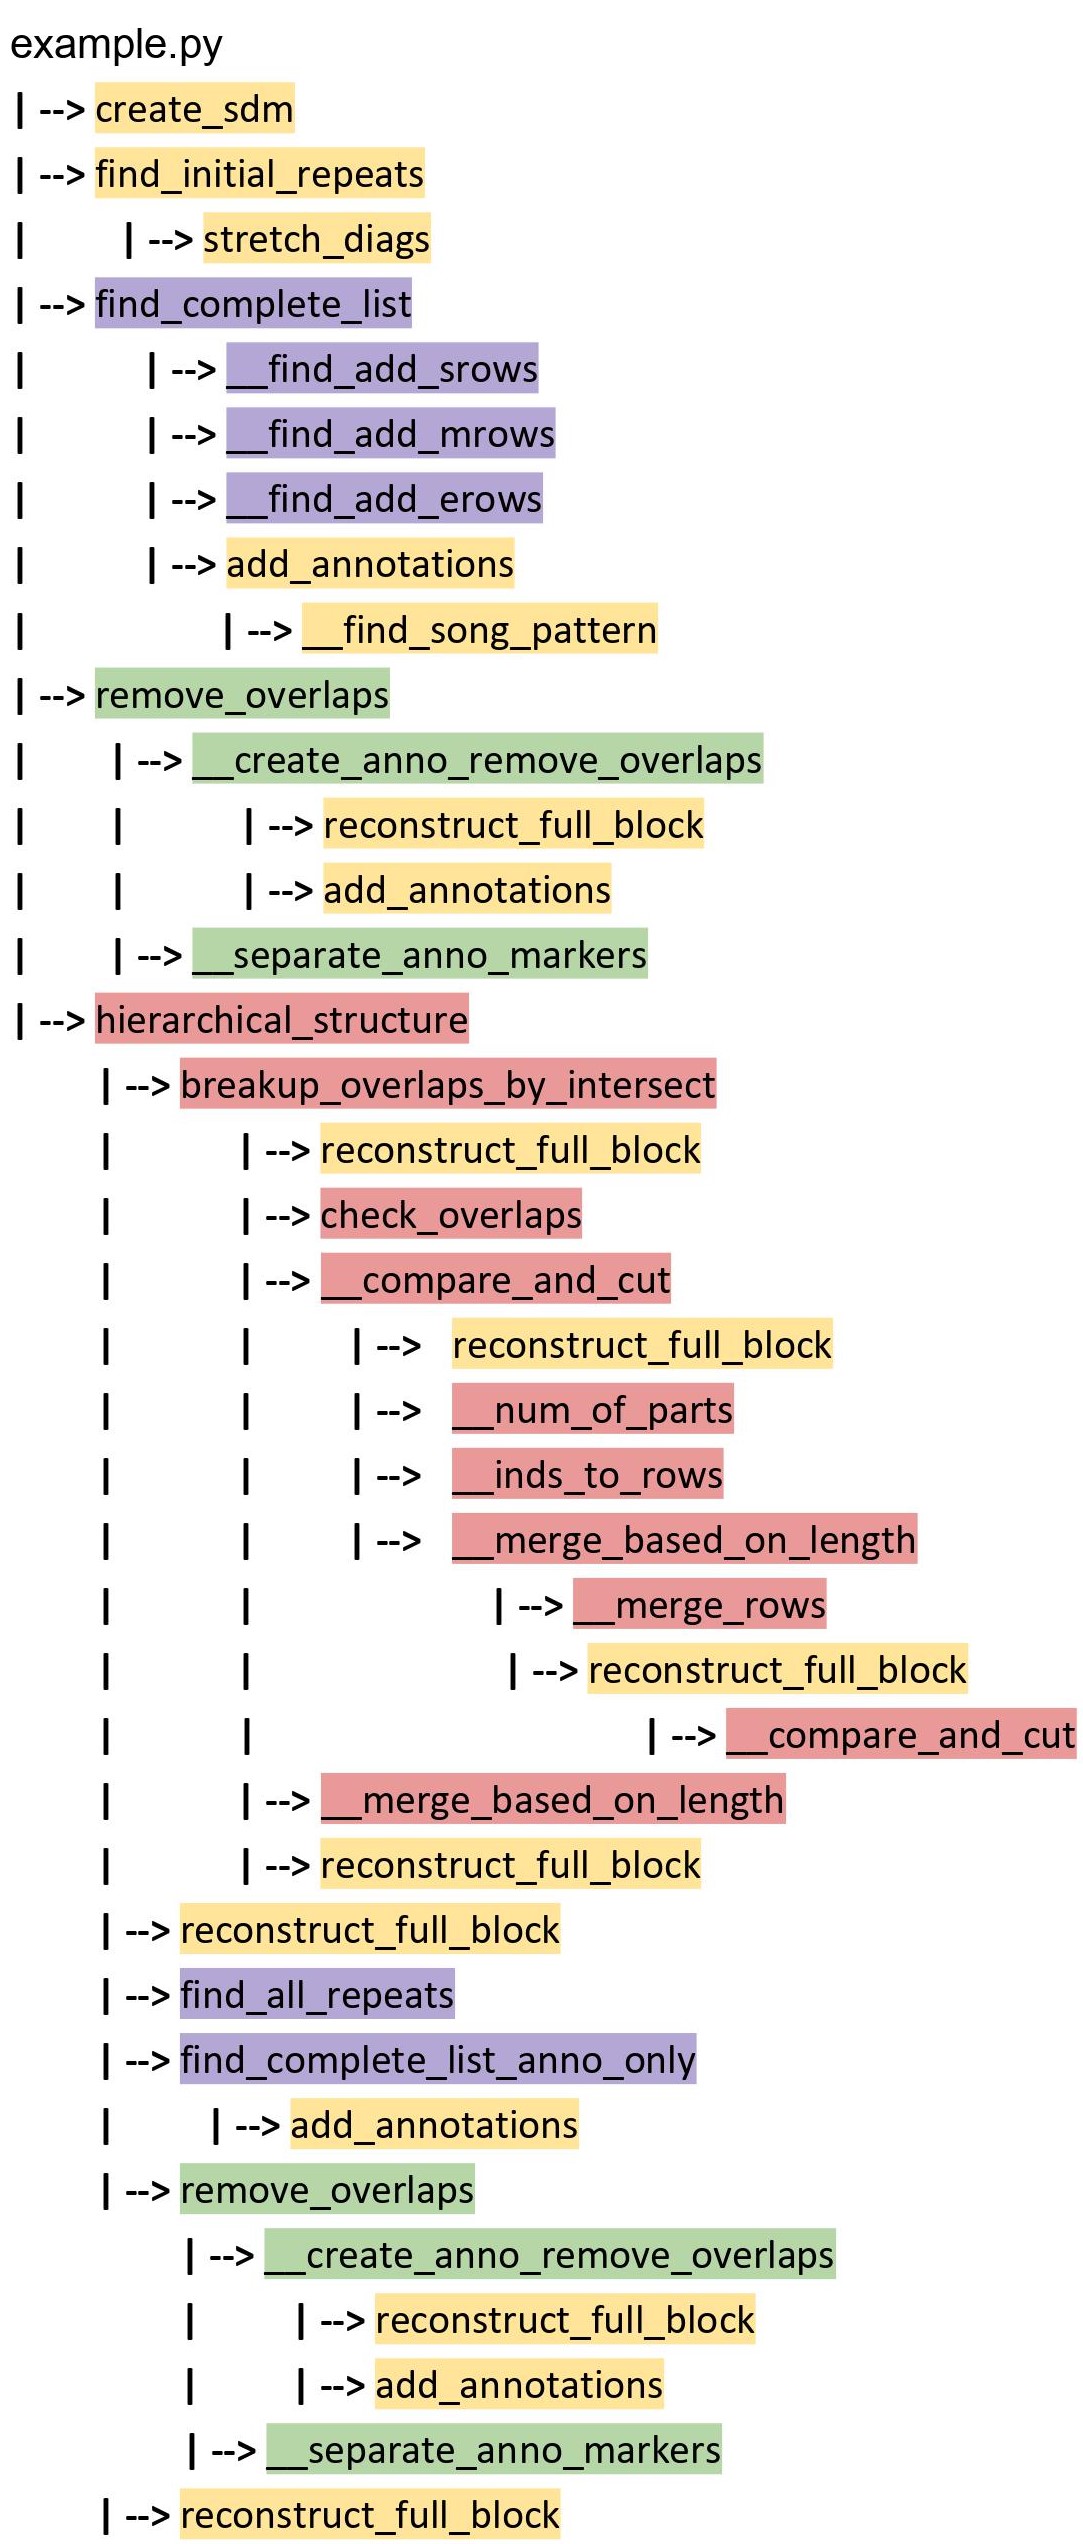 example.py
| --> create_sdm
| --> find_initial_repeats
| | --> stretch_diags
| --> find_complete_list
| | --> __find_add_srows
| | --> __find_add_mrows
| | --> __find_add_erows
| | --> add_annotations
| | --> __find_song_pattern
| --> remove_overlaps
| | --> __create_anno_remove_overlaps
| | | --> reconstruct_full_block
| | | --> add_annotations
| | --> __separate_anno_markers
| --> hierarchical_structure
| --> breakup_overlaps_by_intersect
| | --> reconstruct_full_block
| | --> check_overlaps
| | --> __compare_and_cut
| | | --> reconstruct_full_block
| | | --> __num_of_parts
| | | --> __inds_to_rows
| | | --> __merge_based_on_length
| | | --> __merge_rows
| | | --> reconstruct_full_block
| | | --> __compare_and_cut
| | --> __merge_based_on_length
| | --> reconstruct_full_block
| --> reconstruct_full_block
| --> find_all_repeats
| --> find_complete_list_anno_only
| | --> add_annotations
| --> remove_overlaps
| --> __create_anno_remove_overlaps
| | --> reconstruct_full_block
| | --> add_annotations
| --> __separate_anno_markers
| --> reconstruct_full_block